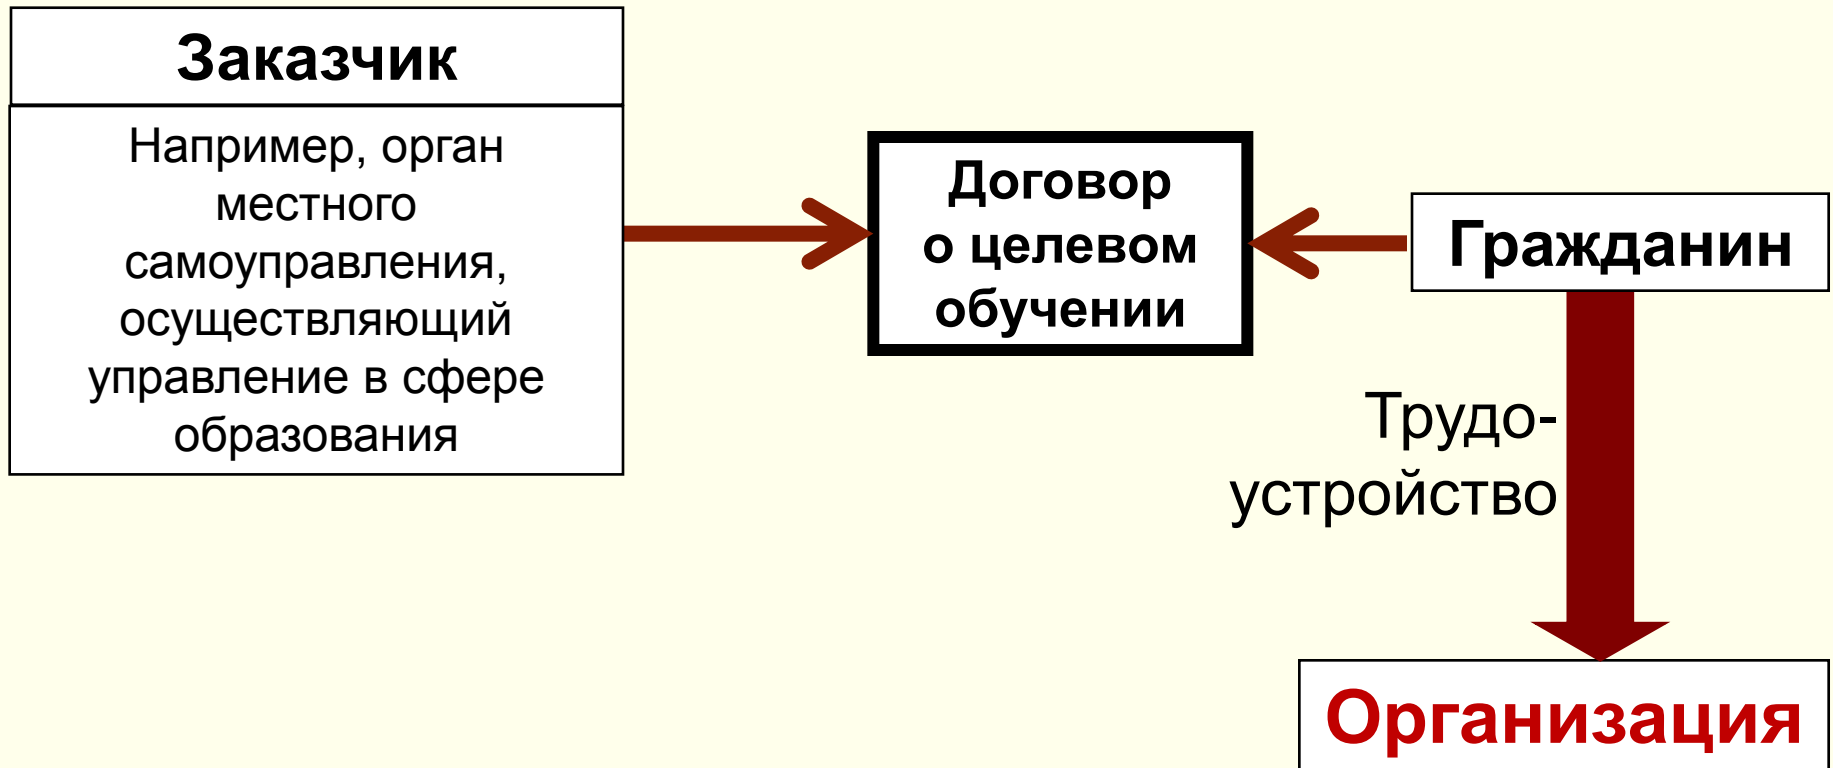 Заказчик
Например, орган
местного
самоуправления,
осуществляющий
управление в сфере
образования
Договор
о целевом
обучении
Гражданин
Трудо-
устройство
Организация